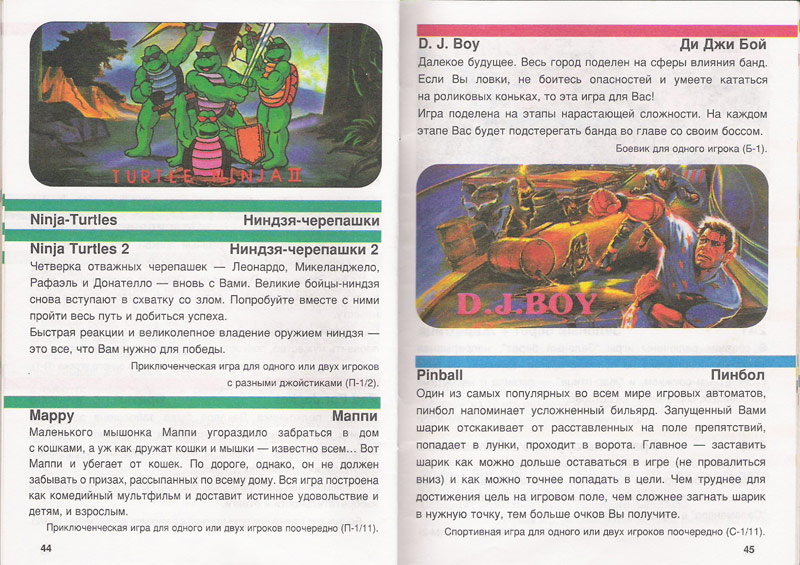 TURTLE NINJA II
Ninja-Turtles Ниндзя-черепашки
Ninja Turtles 2 Ниндзя-черепашки 2
Четверка отважных черепашек — Леонардо, Микеланджело,
Рафаэль и Донателло — вновь с Вами. Великие бойцы-ниндзя
снова вступают в схватку со злом. Попробуйте вместе с ними
пройти весь путь и добиться успеха.
Быстрая реакции и великолепное владение оружием ниндзя —
это все, что Вам нужно для победы.
Приключенческая игра для одного или двух игроков
с разными джойстиками (П-1/2).
Mappy Маппи
Маленького мышонка Маппи угораздило забраться в дом
с кошками, а уж как дружат кошки и мышки — известно всем... Вот
Маппи и убегает от кошек. По дороге, однако, он не должен
забывать о призах, рассыпанных по всему дому. Вся игра построена
как комедийный мультфильм и доставит истинное удовольствие и
детям, и взрослым.
Приключенческая игра для одного или двух игроков поочередно (П-1/11).
44
D. J. Boy Ди Джи Бой
Далекое будущее. Весь город поделен на сферы влияния банд.
Если Вы ловки, не боитесь опасностей и умеете кататься
на роликовых коньках, то эта игра для Вас!
Игра поделена на этапы нарастающей сложности. На каждом
этапе Вас будет подстерегать банда во главе со своим боссом.
Боевик для одного игрока (Б-1).
D.J.BOY
Pinball Пинбол
Один из самых популярных во всем мире игровых автоматов,
пинбол напоминает усложненный бильярд. Запущенный Вами
шарик отскакивает от расставленных на поле препятствий,
попадает в лунки, проходит в ворота. Главное — заставить
шарик как можно дольше оставаться в игре (не провалиться
вниз) и как можно точнее попадать в цели. Чем труднее для
достижения цель на игровом поле, чем сложнее загнать шарик
в нужную точку, тем больше очков Вы получите.
Спортивная игра для одного или двух игроков поочередно (С-1/11).
45